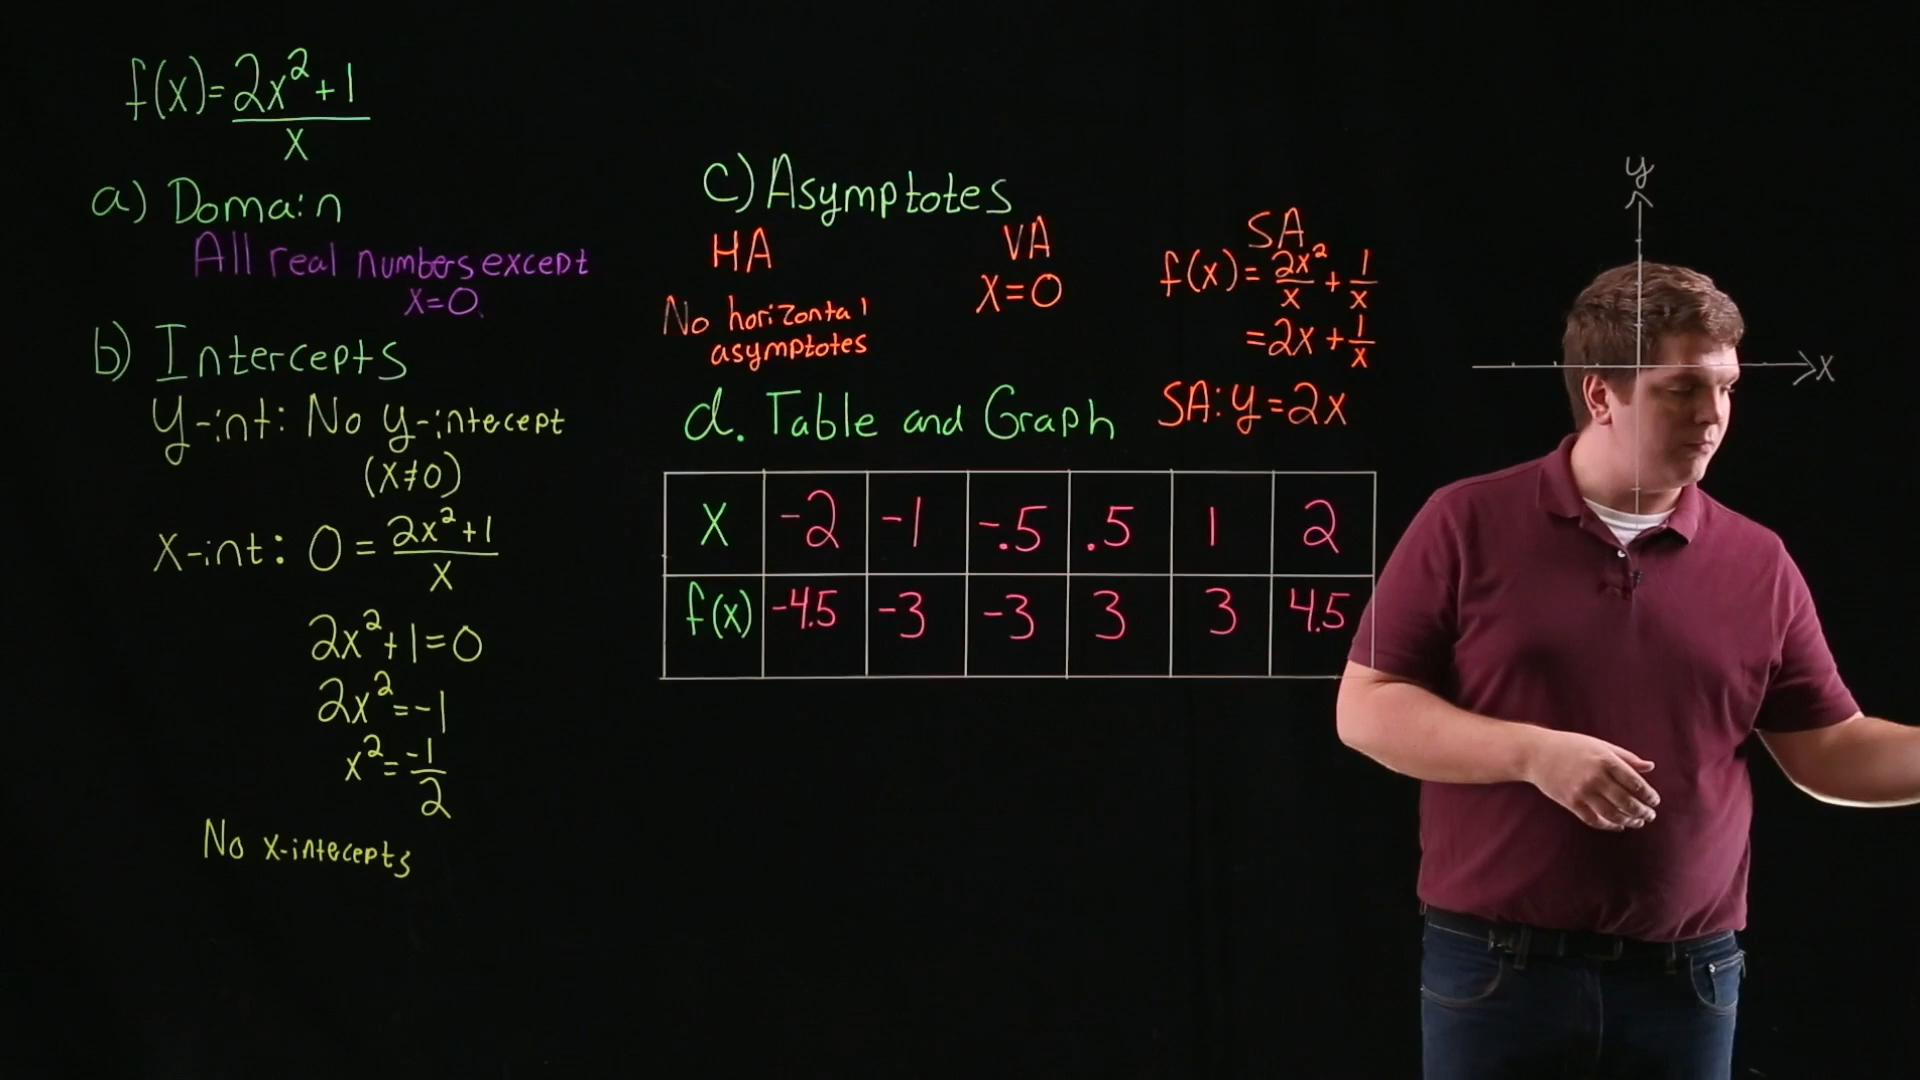 f(x)=2x²+1
x
a) Domain
All real numbers except
x=0
b) Intercepts
y-int: No y-intecept
(x≠0)
x-int: 0=2x²+1
x
2x²+1=0
2x²=-1
x²=-1
2
No x-intecepts
c) Asymptotes
HA
No horizontal
asymptotes
VA
X=0
SA
f(x)=2x²/x+1/x
=2x+1/x
SA: y=2x
d. Table and Graph
X -2 -1 -.5 .5 1 2
f(x) -4.5 -3 -3 3 3 4.5
y
X